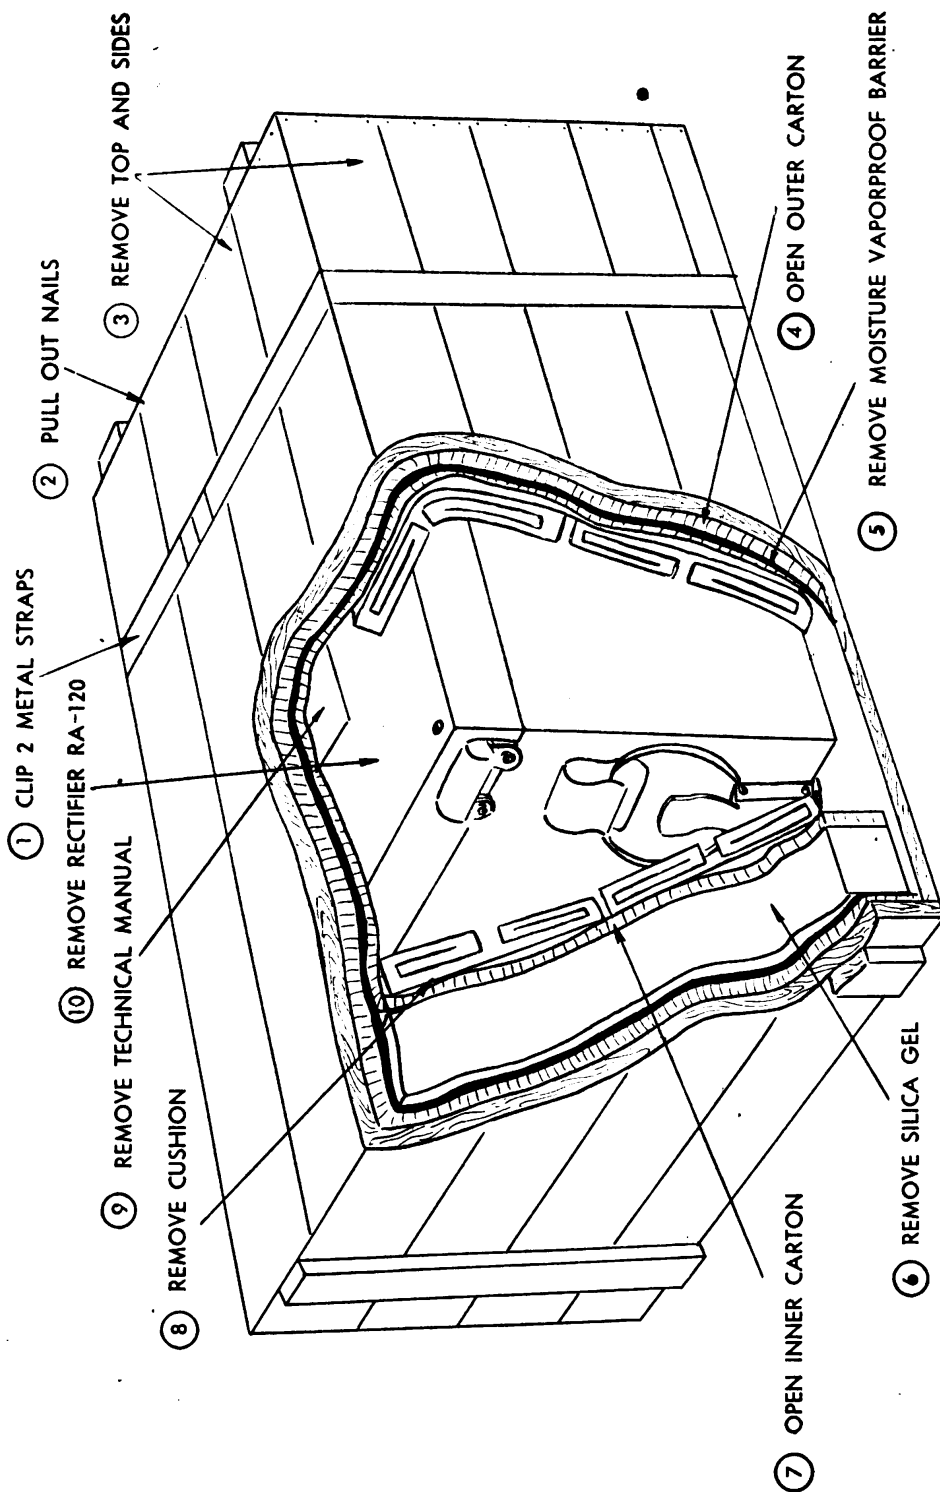 1 CLIP 2 METAL STRAPS
2 PULL OUT NAILS
3 REMOVE TOP AND SIDES
4 OPEN OUTER CARTON
5 REMOVE MOISTURE VAPORPROOF BARRIER
6 REMOVE SILICA GEL
7 OPEN INNER CARTON
8 REMOVE CUSHION
9 REMOVE TECHNICAL MANUAL
10 REMOVE RECTIFIER RA-120